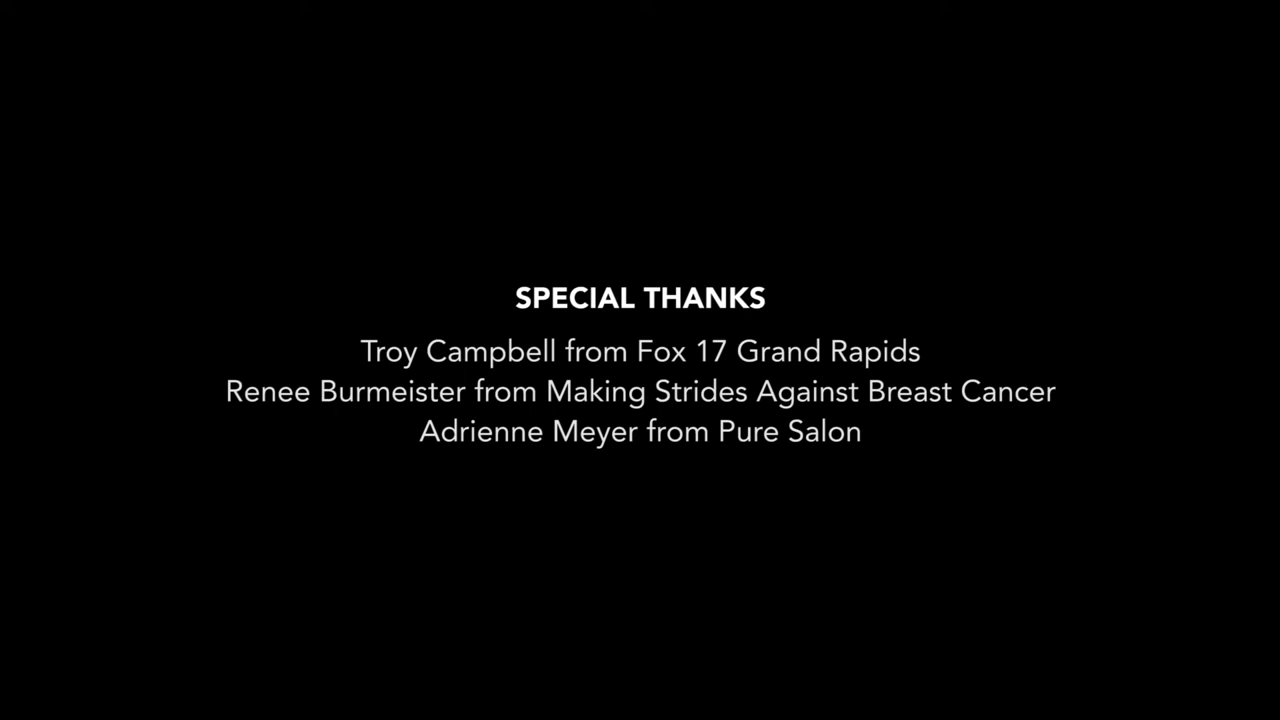 SPECIAL THANKS
Troy Campbell from Fox 17 Grand Rapids
Renee Burmeister from Making Strides Against Breast Cancer
Adrienne Meyer from Pure Salon